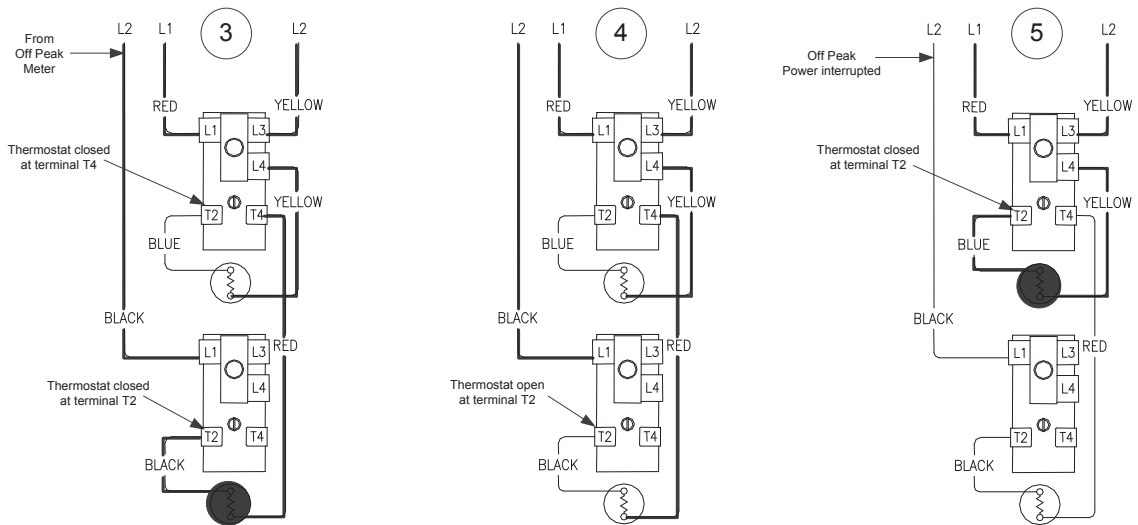 L2 L1 3 L2
From
Off Peak
Meter
RED YELLOW
L1 L3
Thermostat closed
at terminal T4
L4
YELLOW
T2 T4
BLUE
BLACK
RED
L1 L3
L4
Thermostat closed
at terminal T2
T2 T4
BLACK
L2 L1 4 L2
RED YELLOW
L1 L3
L4
YELLOW
T2 T4
BLUE
BLACK
RED
L1 L3
L4
Thermostat open
at terminal T2
T2 T4
BLACK
L2 L1 5 L2
Off Peak
Power interrupted
RED YELLOW
L1 L3
Thermostat closed
at terminal T2
L4
YELLOW
T2 T4
BLUE
BLACK
RED
L1 L3
L4
T2 T4
BLACK